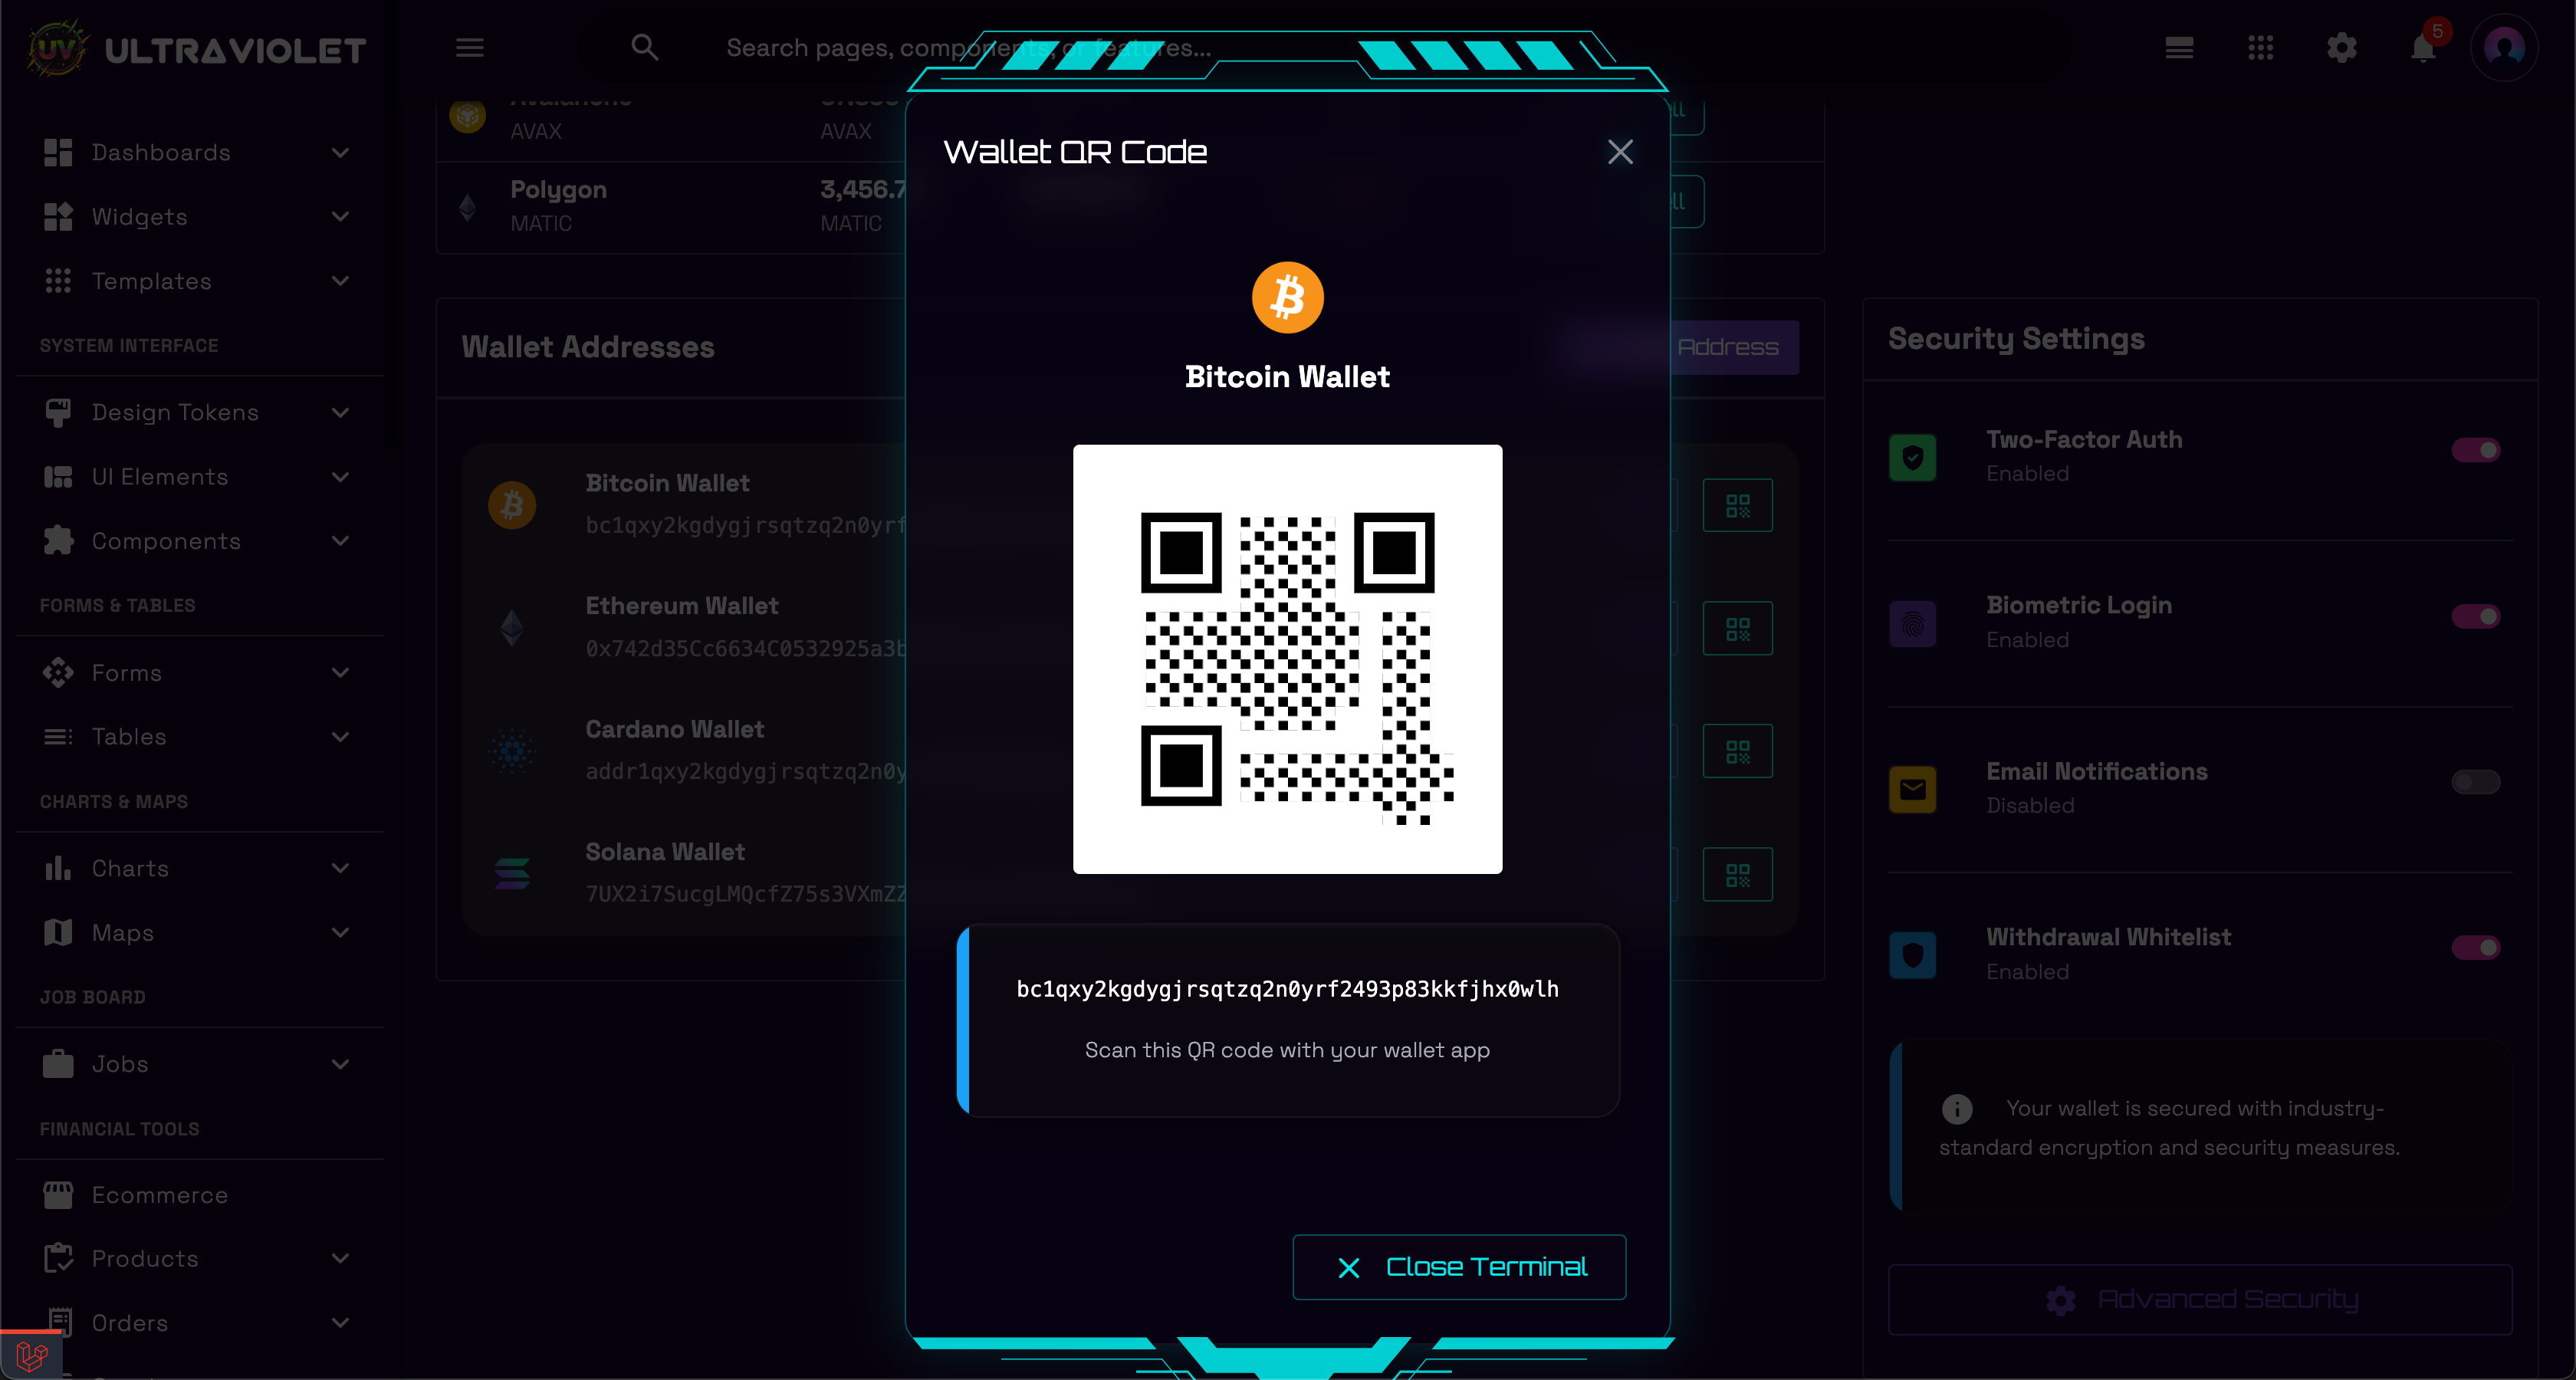 UV ULTRAVIOLET
Search pages, components, or features...
5
Dashboards
Widgets
Templates
SYSTEM INTERFACE
Design Tokens
UI Elements
Components
FORMS & TABLES
Forms
Tables
CHARTS & MAPS
Charts
Maps
JOB BOARD
Jobs
FINANCIAL TOOLS
Ecommerce
Products
Orders
Avalanche
AVAX
AVAX
Polygon
MATIC
3,456.7
MATIC
Wallet Addresses
Address
Bitcoin Wallet
bc1qxy2kgdygjrsqtzq2n0yrf
Ethereum Wallet
0x742d35Cc6634C0532925a3b
Cardano Wallet
addr1qxy2kgdygjrsqtzq2n0y
Solana Wallet
7UX2i7SucgLMQcfZ75s3VXmZZ
Wallet QR Code
Bitcoin Wallet
bc1qxy2kgdygjrsqtzq2n0yrf2493p83kkfjhx0wlh
Scan this QR code with your wallet app
Close Terminal
Security Settings
Two-Factor Auth
Enabled
Biometric Login
Enabled
Email Notifications
Disabled
Withdrawal Whitelist
Enabled
Your wallet is secured with industry-
standard encryption and security measures.
Advanced Security